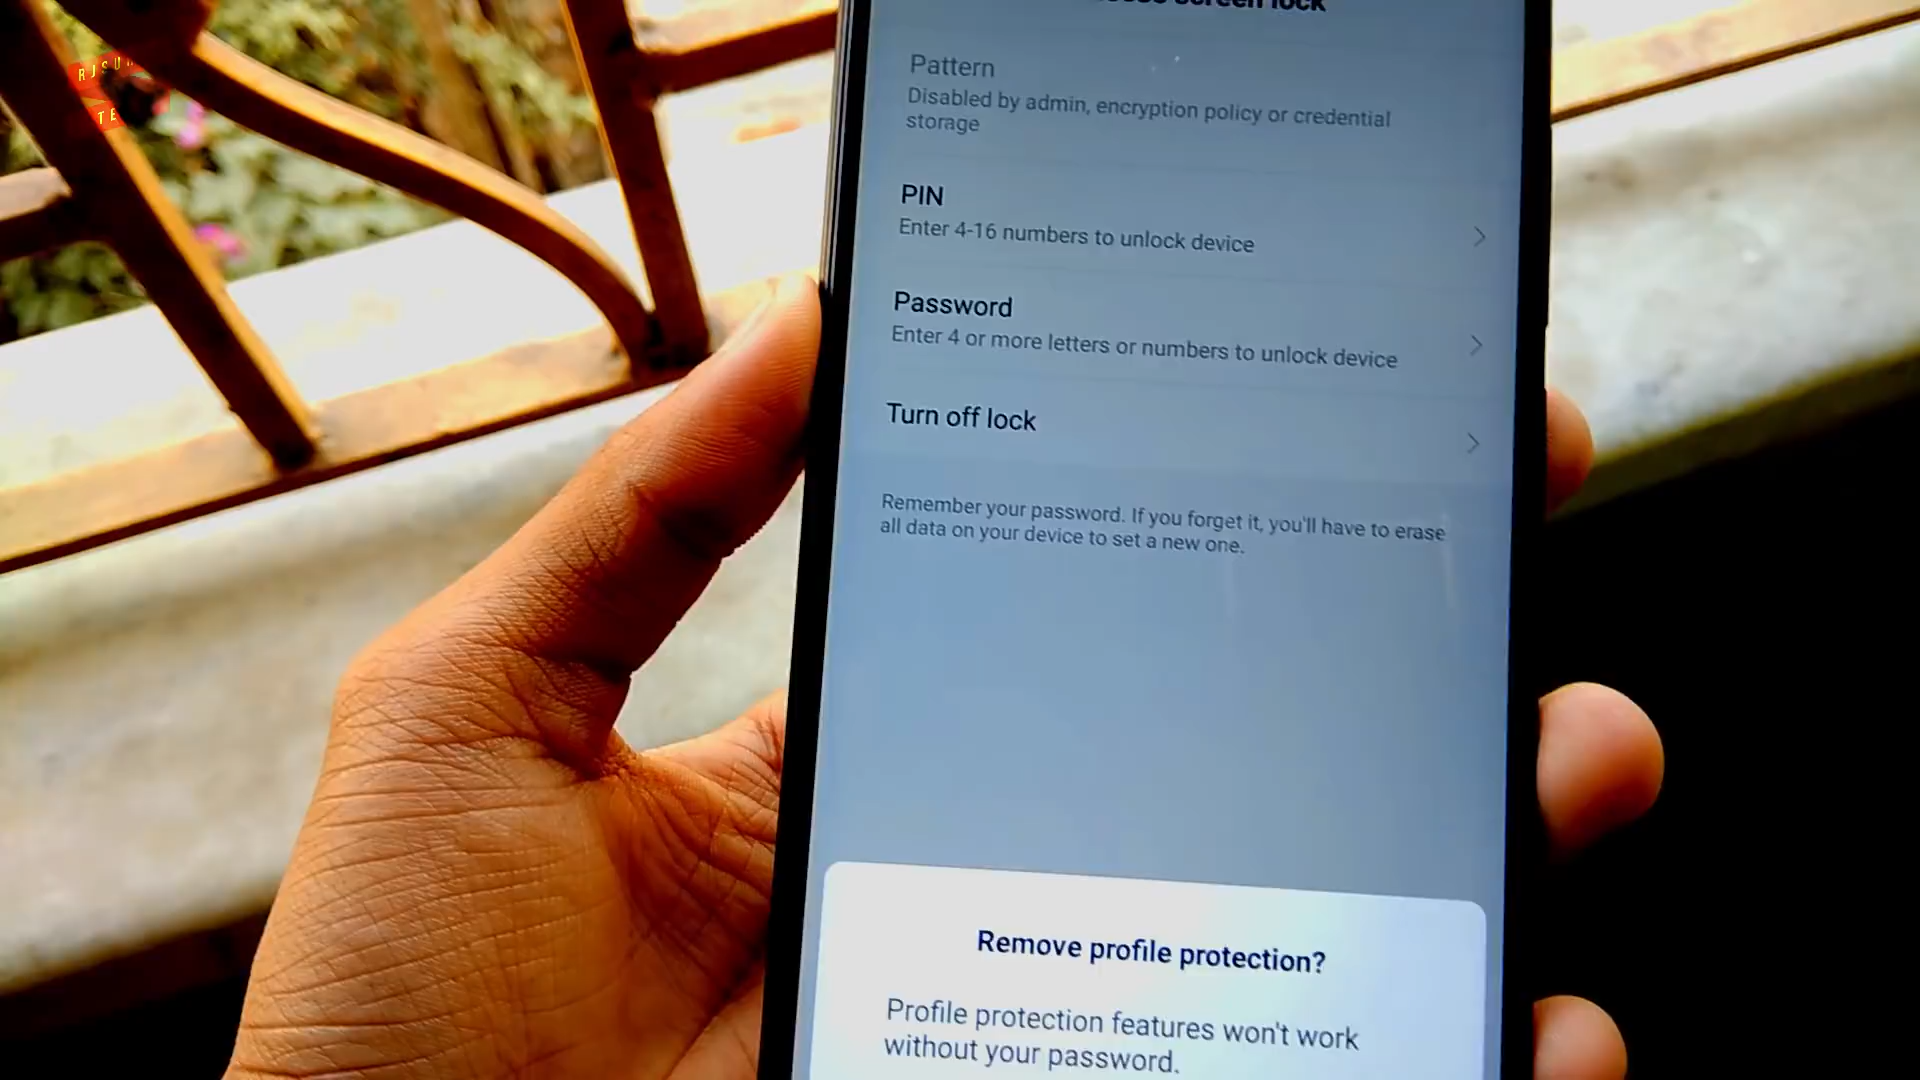 screen lock
Pattern
Disabled by admin, encryption policy or credential
storage
PIN
Enter 4-16 numbers to unlock device
Password
Enter 4 or more letters or numbers to unlock device
Turn off lock
Remember your password. If you forget it, you'll have to erase
all data on your device to set a new one.
Remove profile protection?
Profile protection features won't work
without your password.